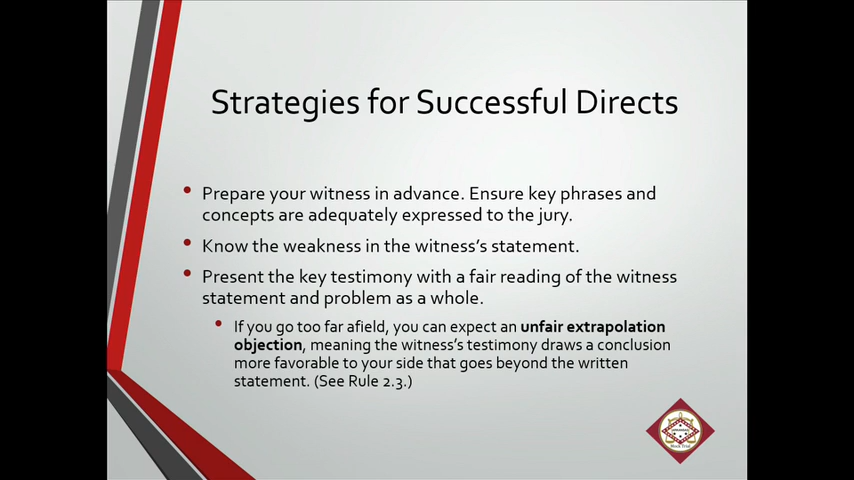 Strategies for Successful Directs
Prepare your witness in advance. Ensure key phrases and
concepts are adequately expressed to the jury.
Know the weakness in the witness's statement.
Present the key testimony with a fair reading of the witness
statement and problem as a whole.
If you go too far afield, you can expect an unfair extrapolation
objection, meaning the witness's testimony draws a conclusion
more favorable to your side that goes beyond the written
statement. (See Rule 2.3.)
ARKANSAS
Mock Trial